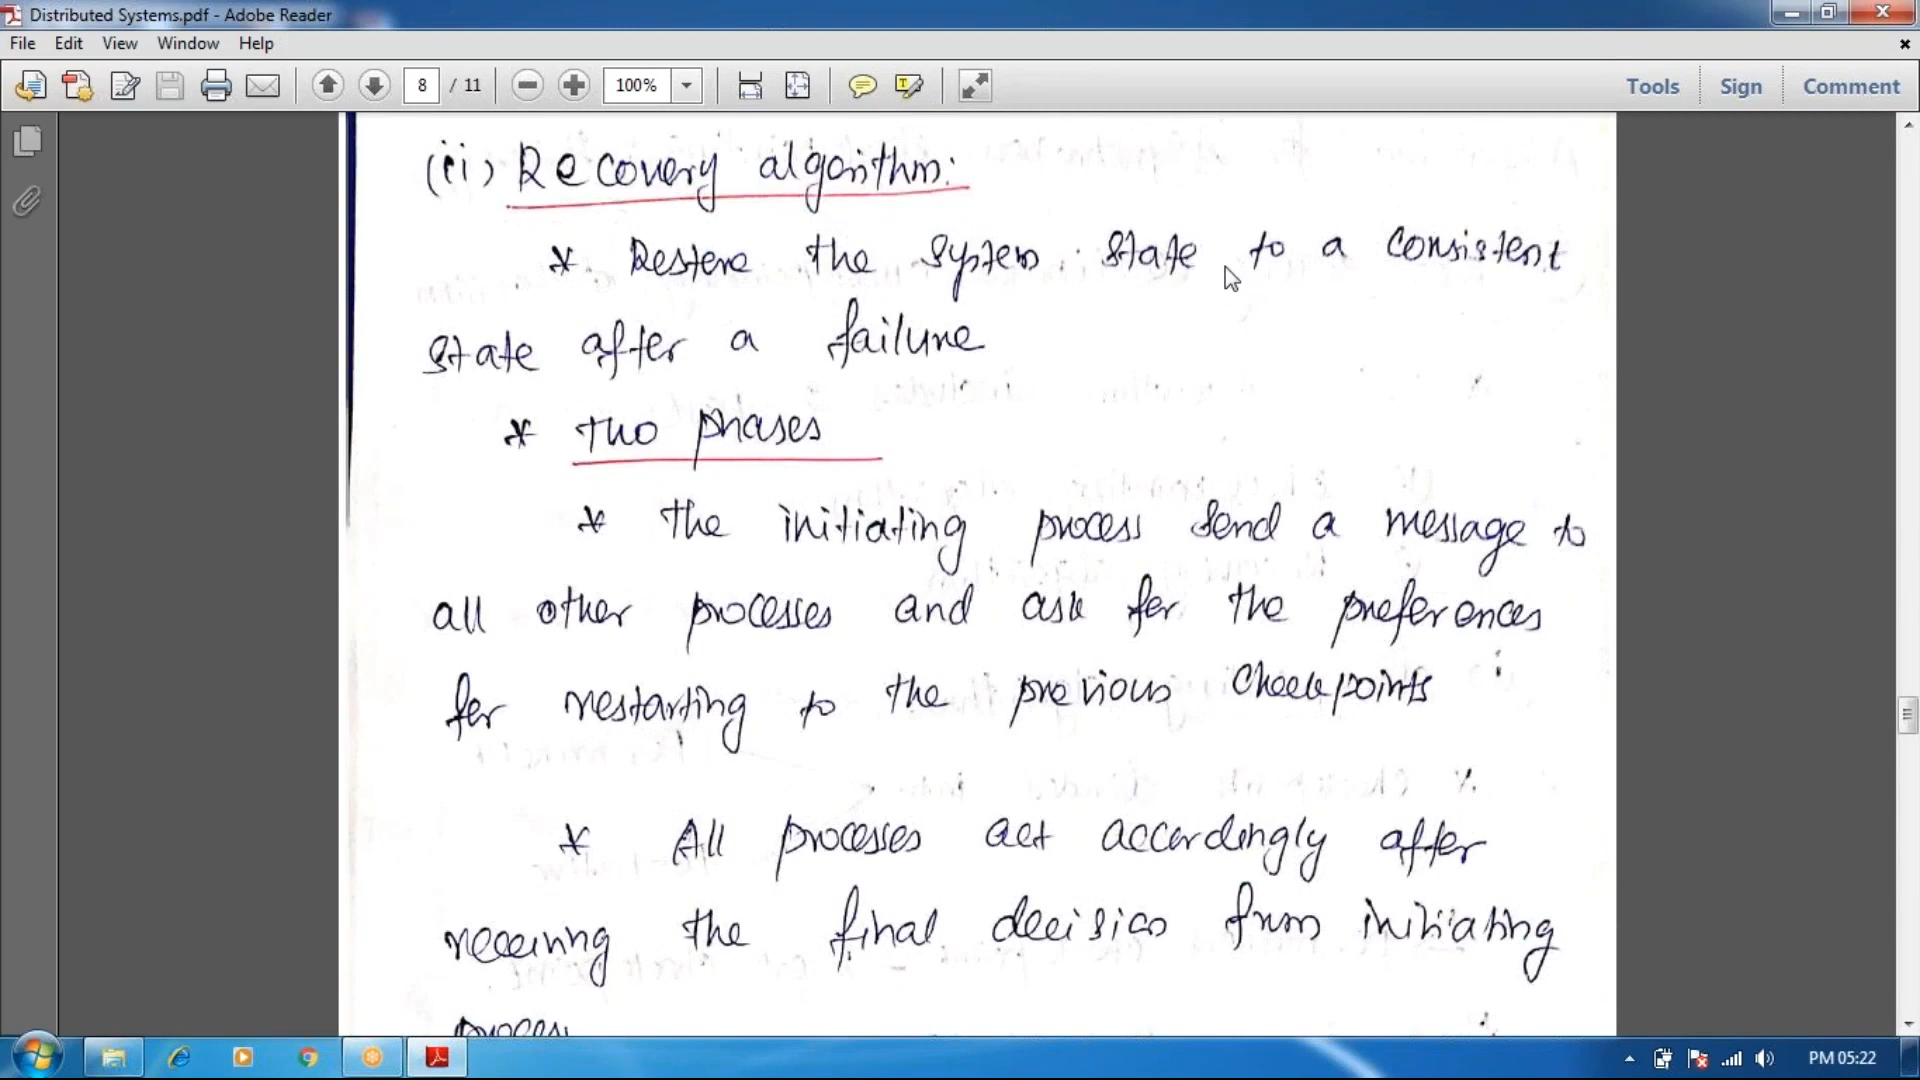 Distributed Systems.pdf - Adobe Reader
File Edit View Window Help
8 / 11 100% Tools Sign Comment
(ii) Recovery algorithm:
* Restore the system state to a consistent
state after a failure
* two phases
* the initiating process send a message to
all other processes and ask for the preferences
for restarting to the previous checkpoints
* All processes act accordingly after
receiving the final decision from initiating
process
PM 05:22